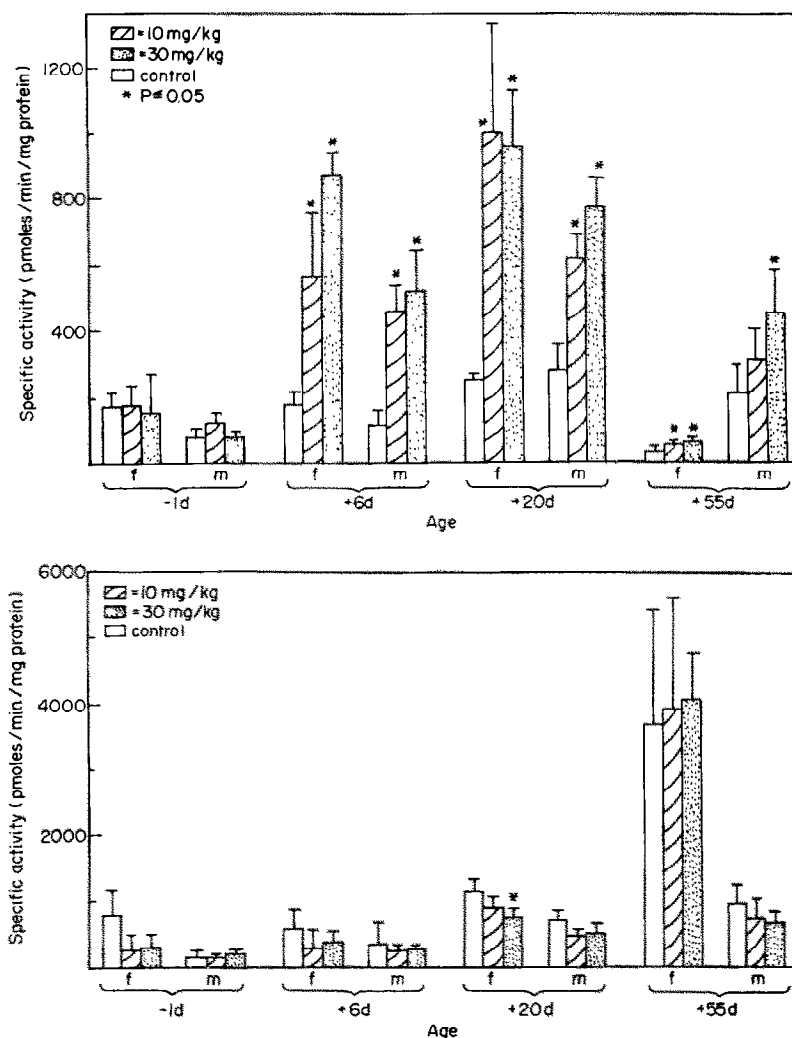 =10 mg/kg
=30 mg/kg
control
* P≤0.05
Specific activity (pmoles/min/mg protein)
1200
800
400
f m f m f m f m
-1d +6d +20d +55d
Age
=10 mg/kg
=30 mg/kg
control
Specific activity (pmoles/min/mg protein)
6000
4000
2000
f m f m f m f m
-1d +6d +20d +55d
Age